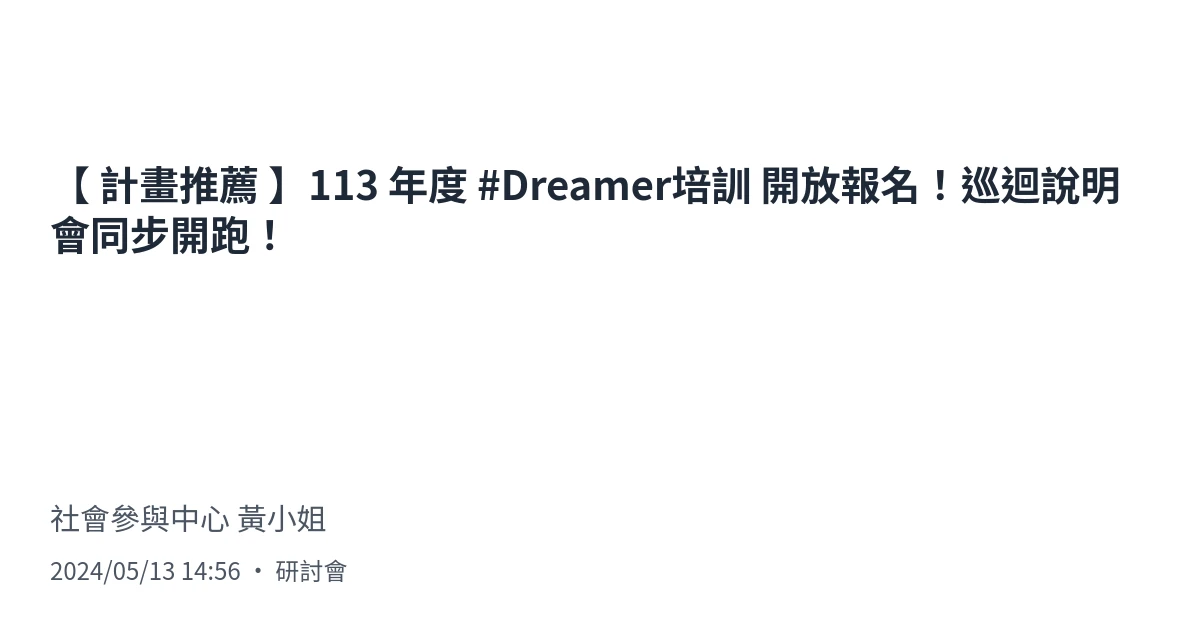 【 計畫推薦 】113 年度 #Dreamer培訓 開放報名！巡迴說明
會同步開跑！
社會參與中心 黃小姐
2024/05/13 14:56 • 研討會